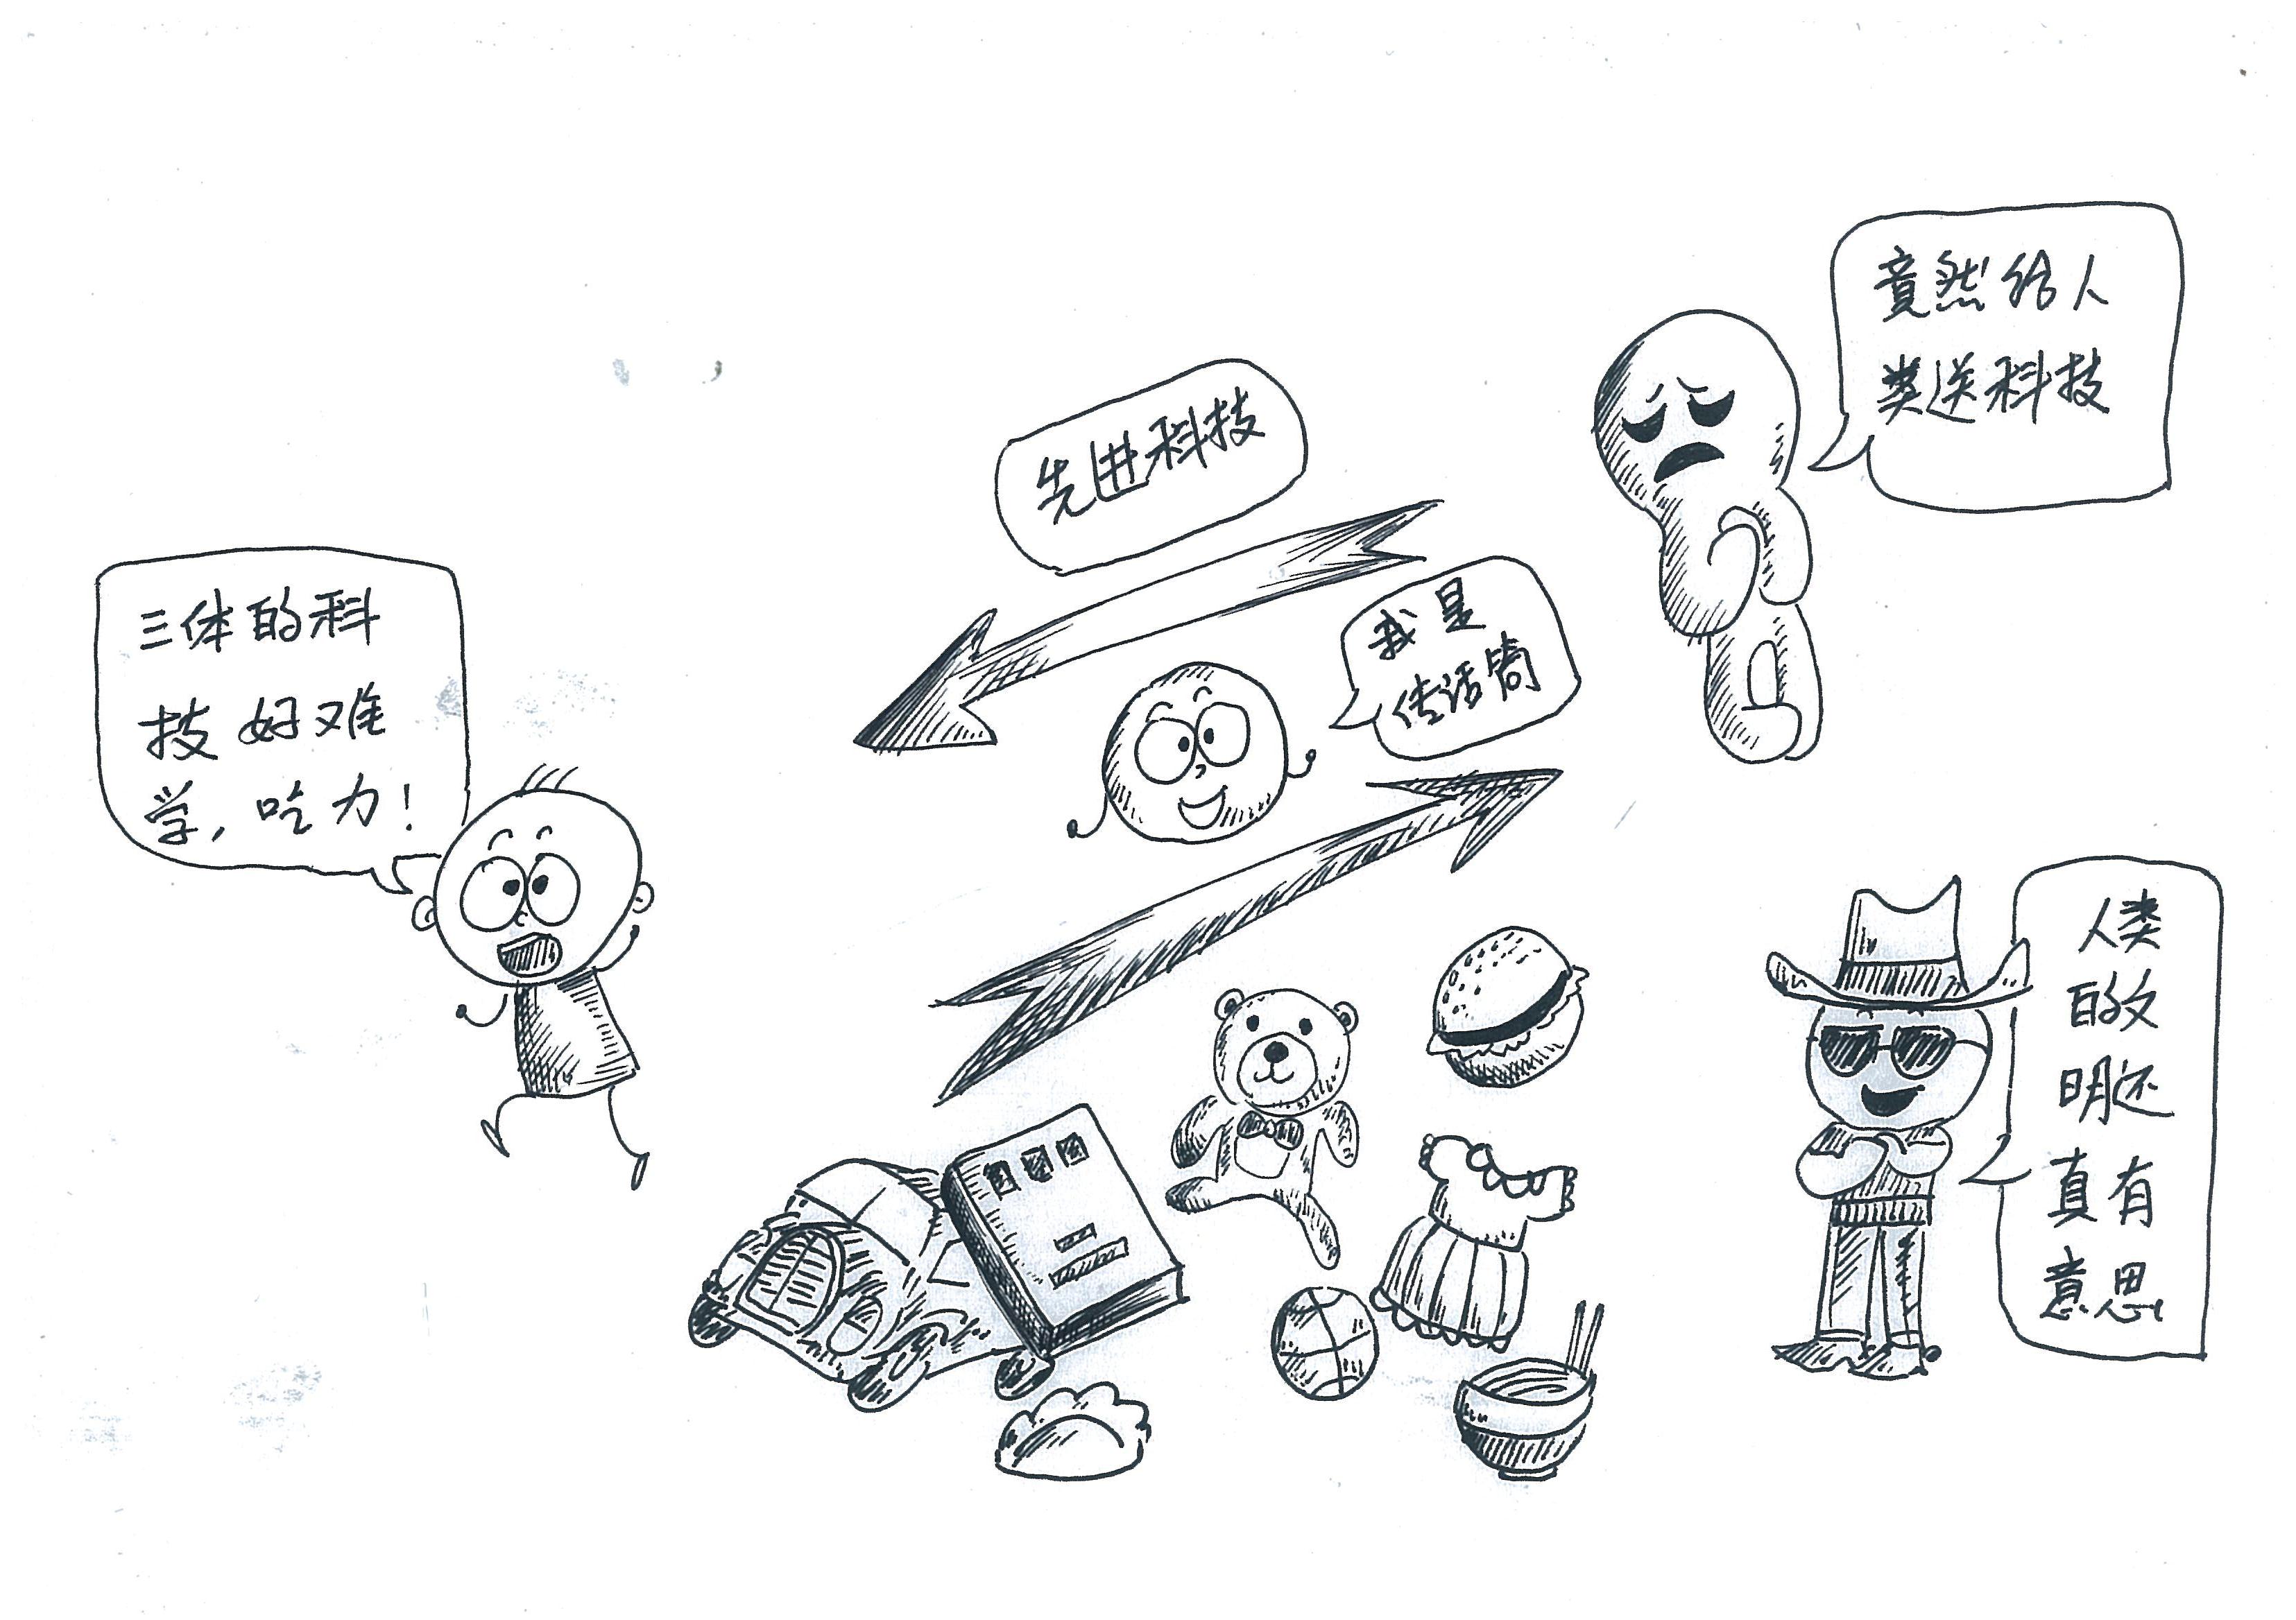 竟然给人
类送科技
先进科技
我是
传话筒
三体的科
技好难
学，吃力！
人类
的文
明还
真有
意思